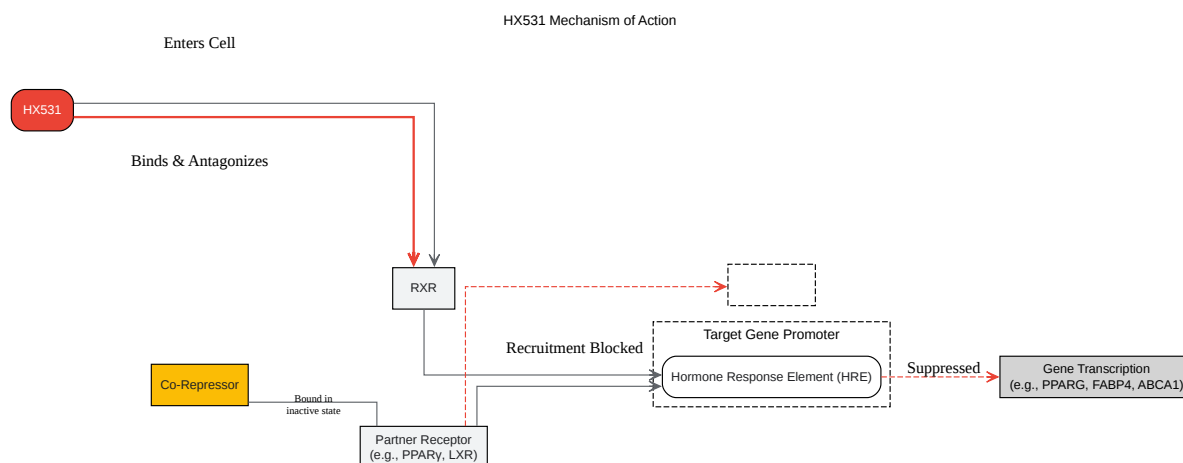 HX531 Mechanism of Action
Enters Cell
HX531
Binds & Antagonizes
RXR
Target Gene Promoter
Recruitment Blocked
Hormone Response Element (HRE)
Suppressed
Gene Transcription
(e.g., PPARG, FABP4, ABCA1)
Co-Repressor
Bound in
inactive state
Partner Receptor
(e.g., PPARγ, LXR)